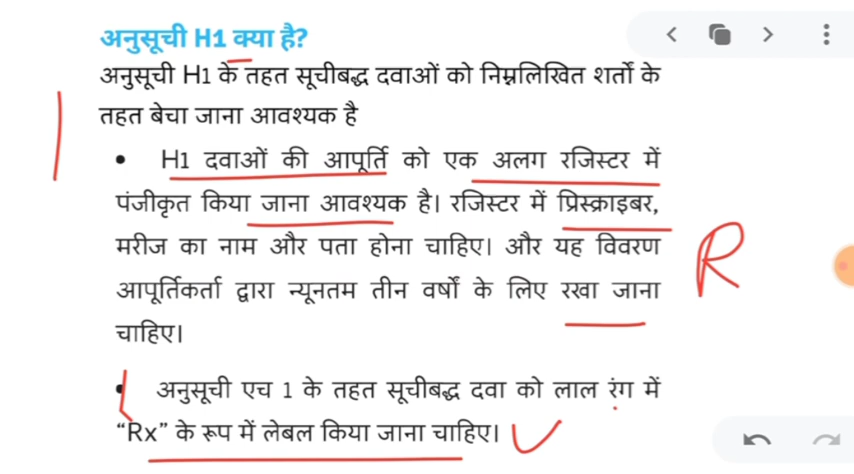 अनुसूची H1 क्या है?
अनुसूची H1 के तहत सूचीबद्ध दवाओं को निम्नलिखित शर्तों के
तहत बेचा जाना आवश्यक है
• H1 दवाओं की आपूर्ति को एक अलग रजिस्टर में
पंजीकृत किया जाना आवश्यक है। रजिस्टर में प्रिस्क्राइबर,
मरीज का नाम और पता होना चाहिए। और यह विवरण
आपूर्तिकर्ता द्वारा न्यूनतम तीन वर्षों के लिए रखा जाना
चाहिए।
• अनुसूची एच 1 के तहत सूचीबद्ध दवा को लाल रंग में
“Rx” के रूप में लेबल किया जाना चाहिए।
R